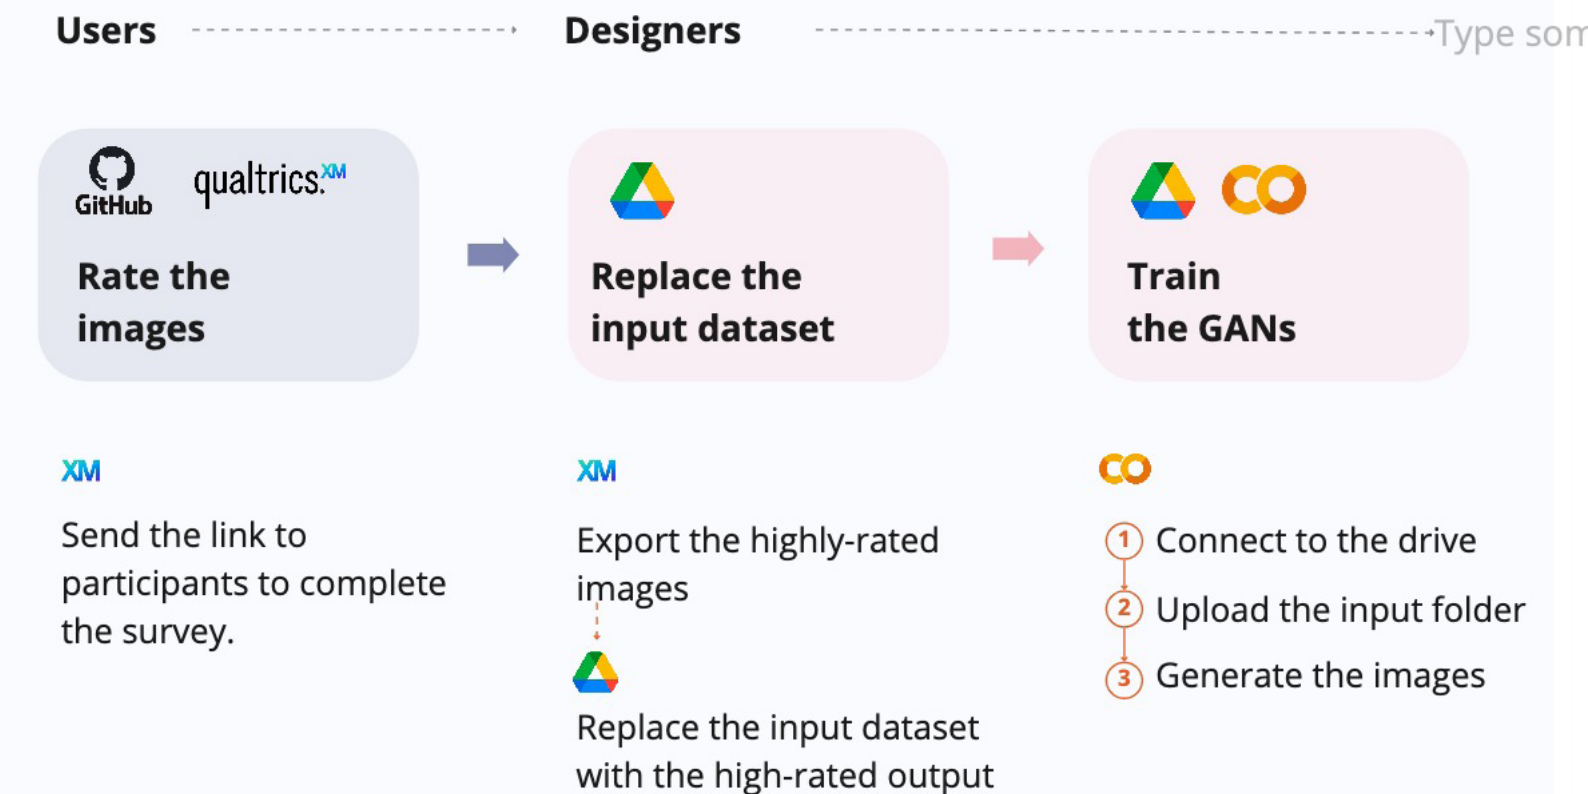 Users
Designers
Type som
GitHub
qualtrics.XM
Rate the
images
Replace the
input dataset
Train
the GANs
XM
Send the link to
participants to complete
the survey.
XM
Export the highly-rated
images
Replace the input dataset
with the high-rated output
CO
1 Connect to the drive
2 Upload the input folder
3 Generate the images